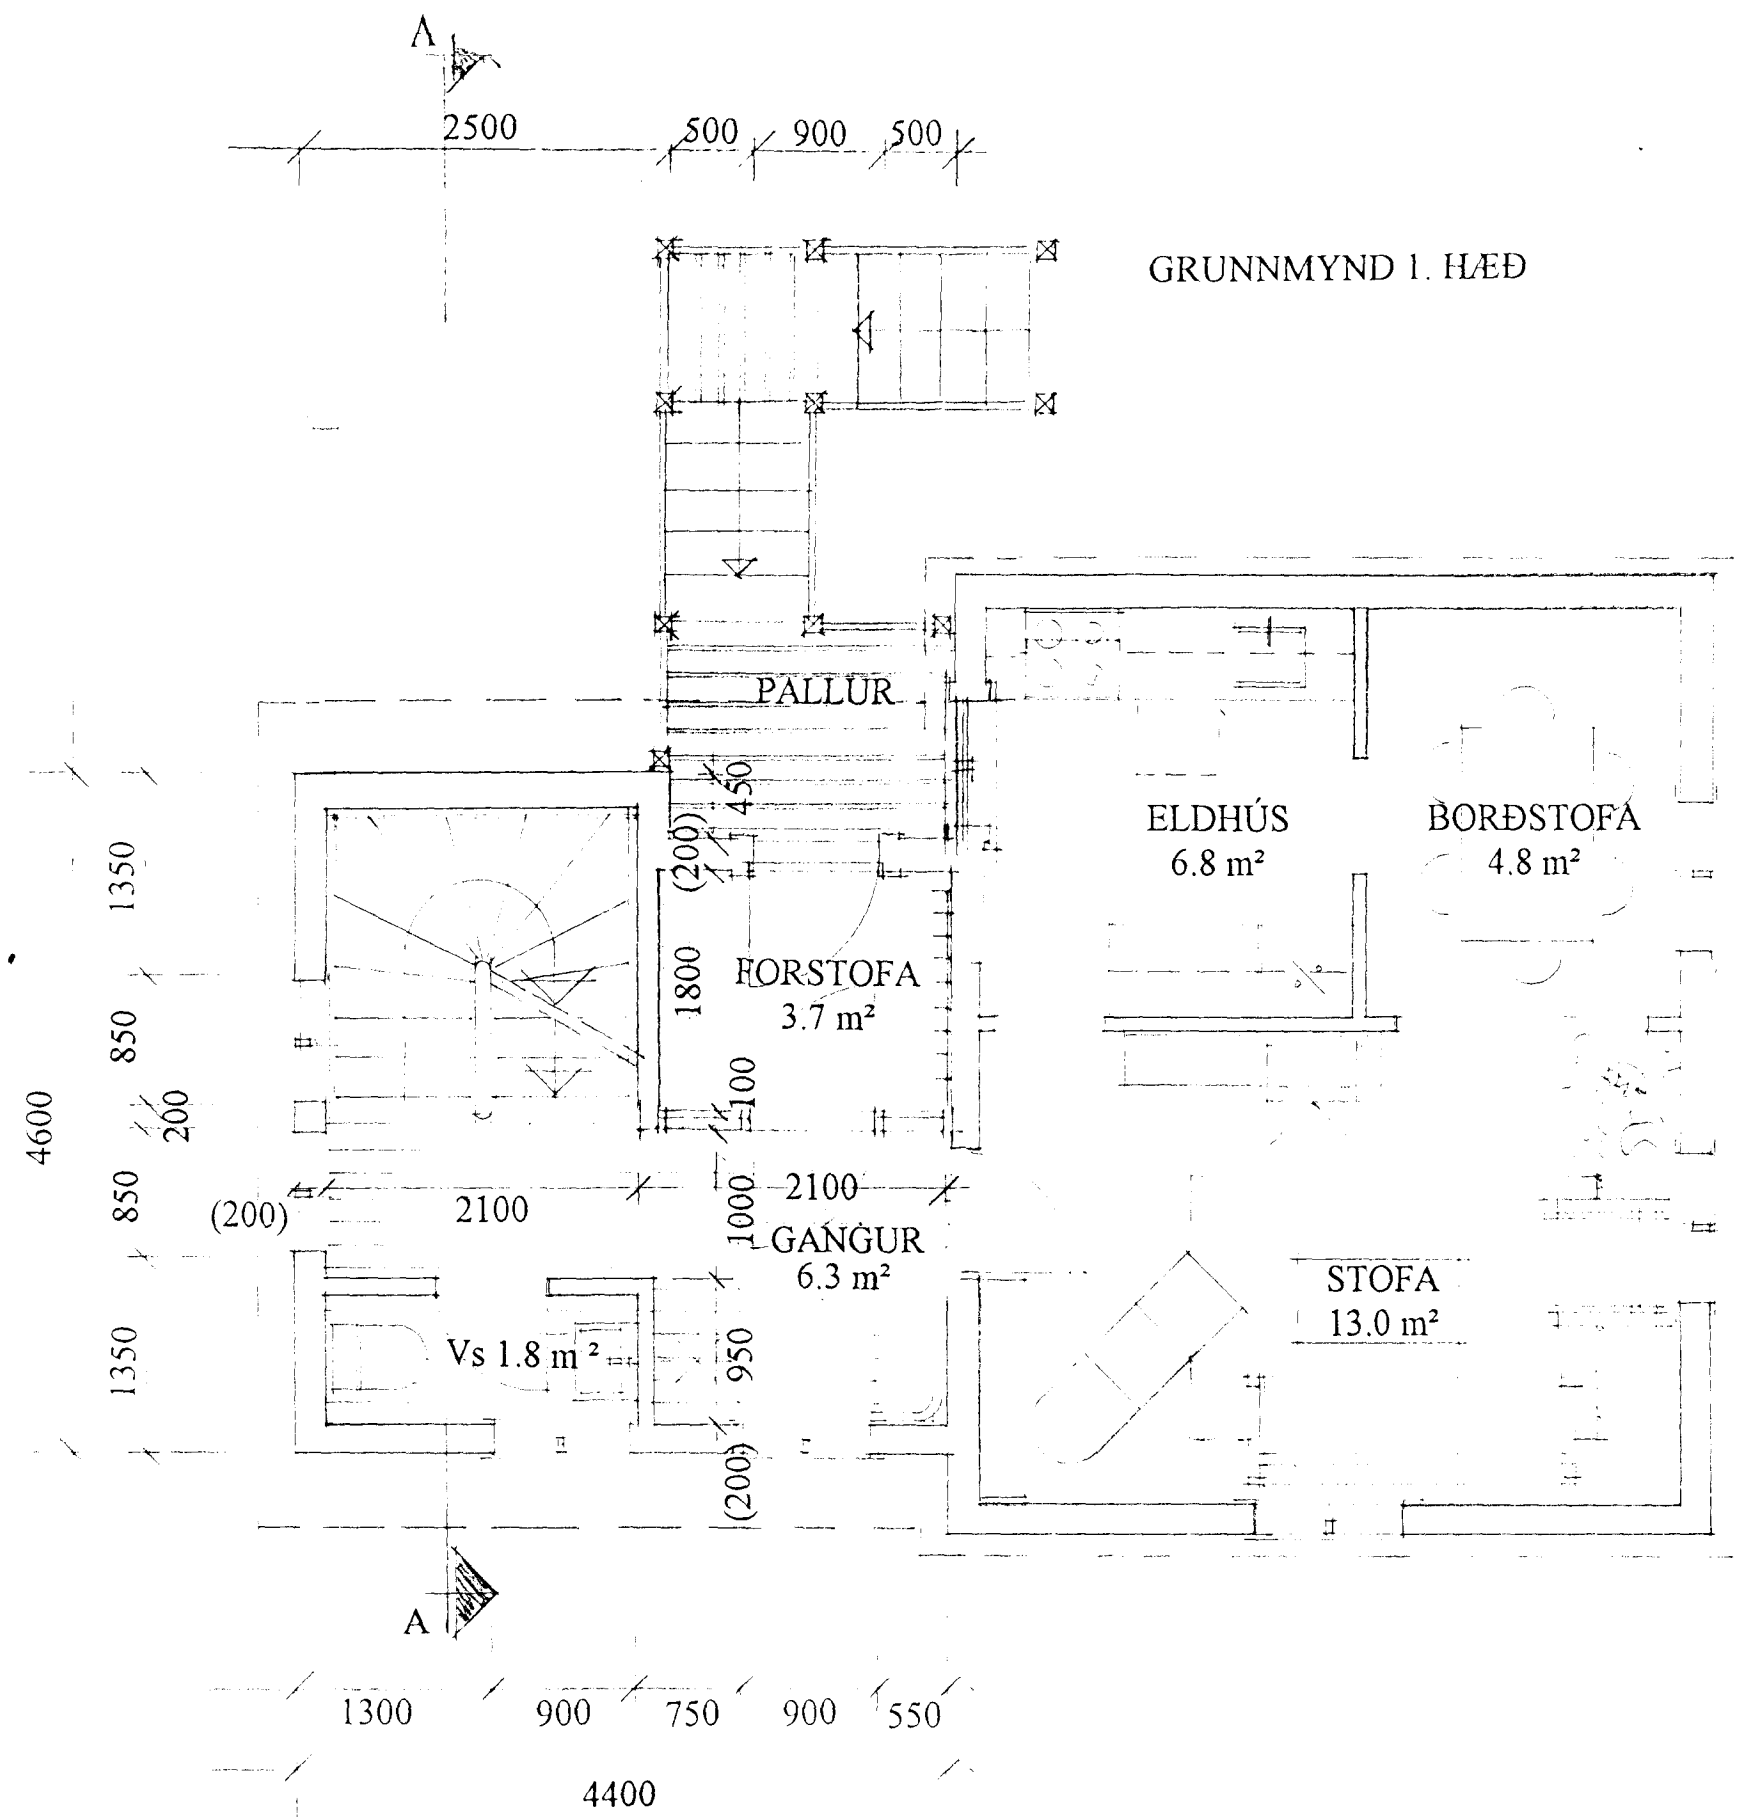 A
2500
500
900
500
GRUNNMYND 1. HÆÐ
PALLUR
450
(200)
ELDHÚS
6.8 m²
BORÐSTOFA
4.8 m²
1350
850
200
4600
850
1350
1800
FORSTOFA
3.7 m²
100
(200)
2100
2100
1000
GANGUR
6.3 m²
STOFA
13.0 m²
Vs 1.8 m²
950
(200)
A
1300
900
750
900
550
4400